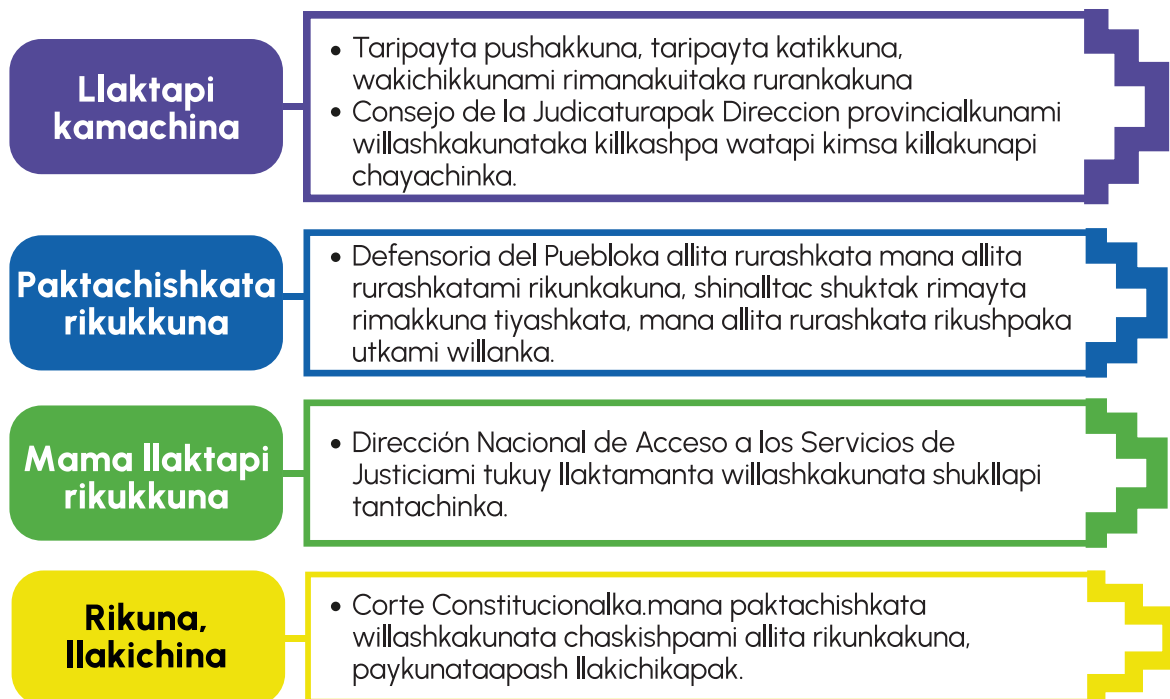 Llaktapi
kamachina
• Taripayta pushakkuna, taripayta katikkuna,
wakichikkunami rimanakuitaka rurankakuna
• Consejo de la Judicaturapak Direccion provincialkunami
willashkakunataka killkashpa watapi kimsa killakunapi
chayachinka.
Paktachishkata
rikukkuna
• Defensoria del Puebloka allita rurashkata mana allita
rurashkatami rikunkakuna, shinalltac shuktak rimayta
rimakkuna tiyashkata, mana allita rurashkata rikushpaka
utkami willanka.
Mama llaktapi
rikukkuna
• Dirección Nacional de Acceso a los Servicios de
Justiciami tukuy llaktamanta willashkakunata shukllapi
tantachinka.
Rikuna,
llakichina
• Corte Constitucionalka.mana paktachishkata
willashkakunata chaskishpami allita rikunkakuna,
paykunataapash llakichikapak.